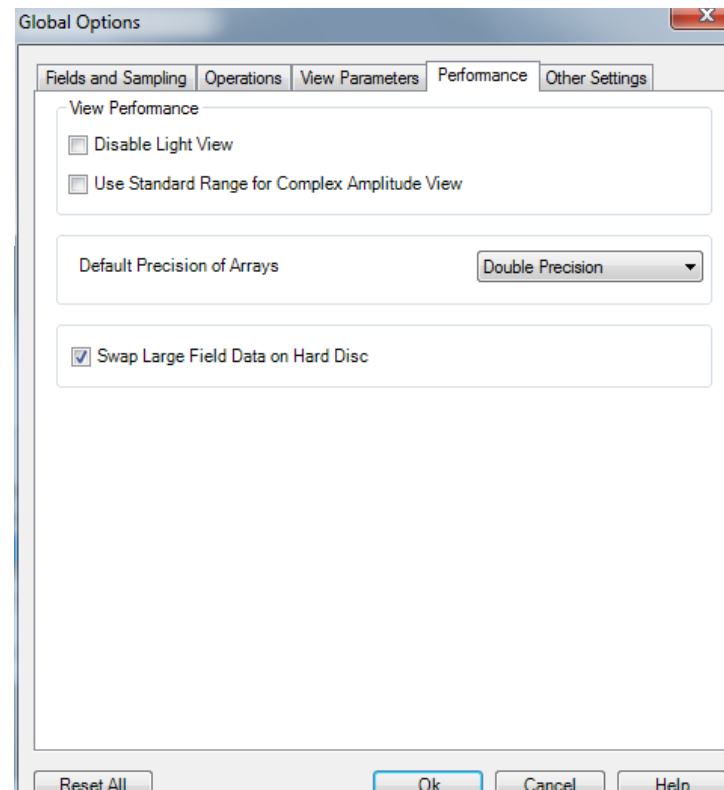 Global Options
Fields and Sampling Operations View Parameters Performance Other Settings
View Performance
Disable Light View
Use Standard Range for Complex Amplitude View
Default Precision of Arrays Double Precision
Swap Large Field Data on Hard Disc
Reset All Ok Cancel Help